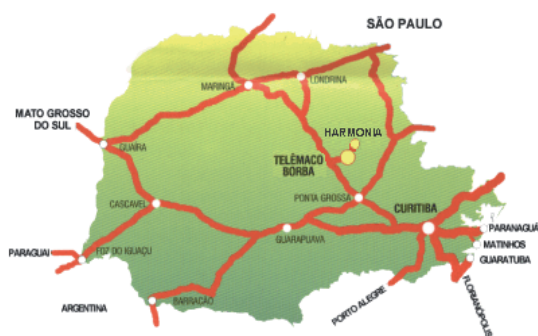 SÃO PAULO
MARINGÁ
LONDRINA
MATO GROSSO
DO SUL
HARMONIA
GUAÍRA
TELÊMACO
BORBA
PONTA GROSSA
CASCAVEL
CURITIBA
PARANAGUÁ
GUARAPUAVA
MATINHOS
PARAGUAI
FOZ DO IGUAÇU
GUARATUBA
ARGENTINA
BARRACÃO
PORTO ALEGRE
FLORIANÓPOLIS